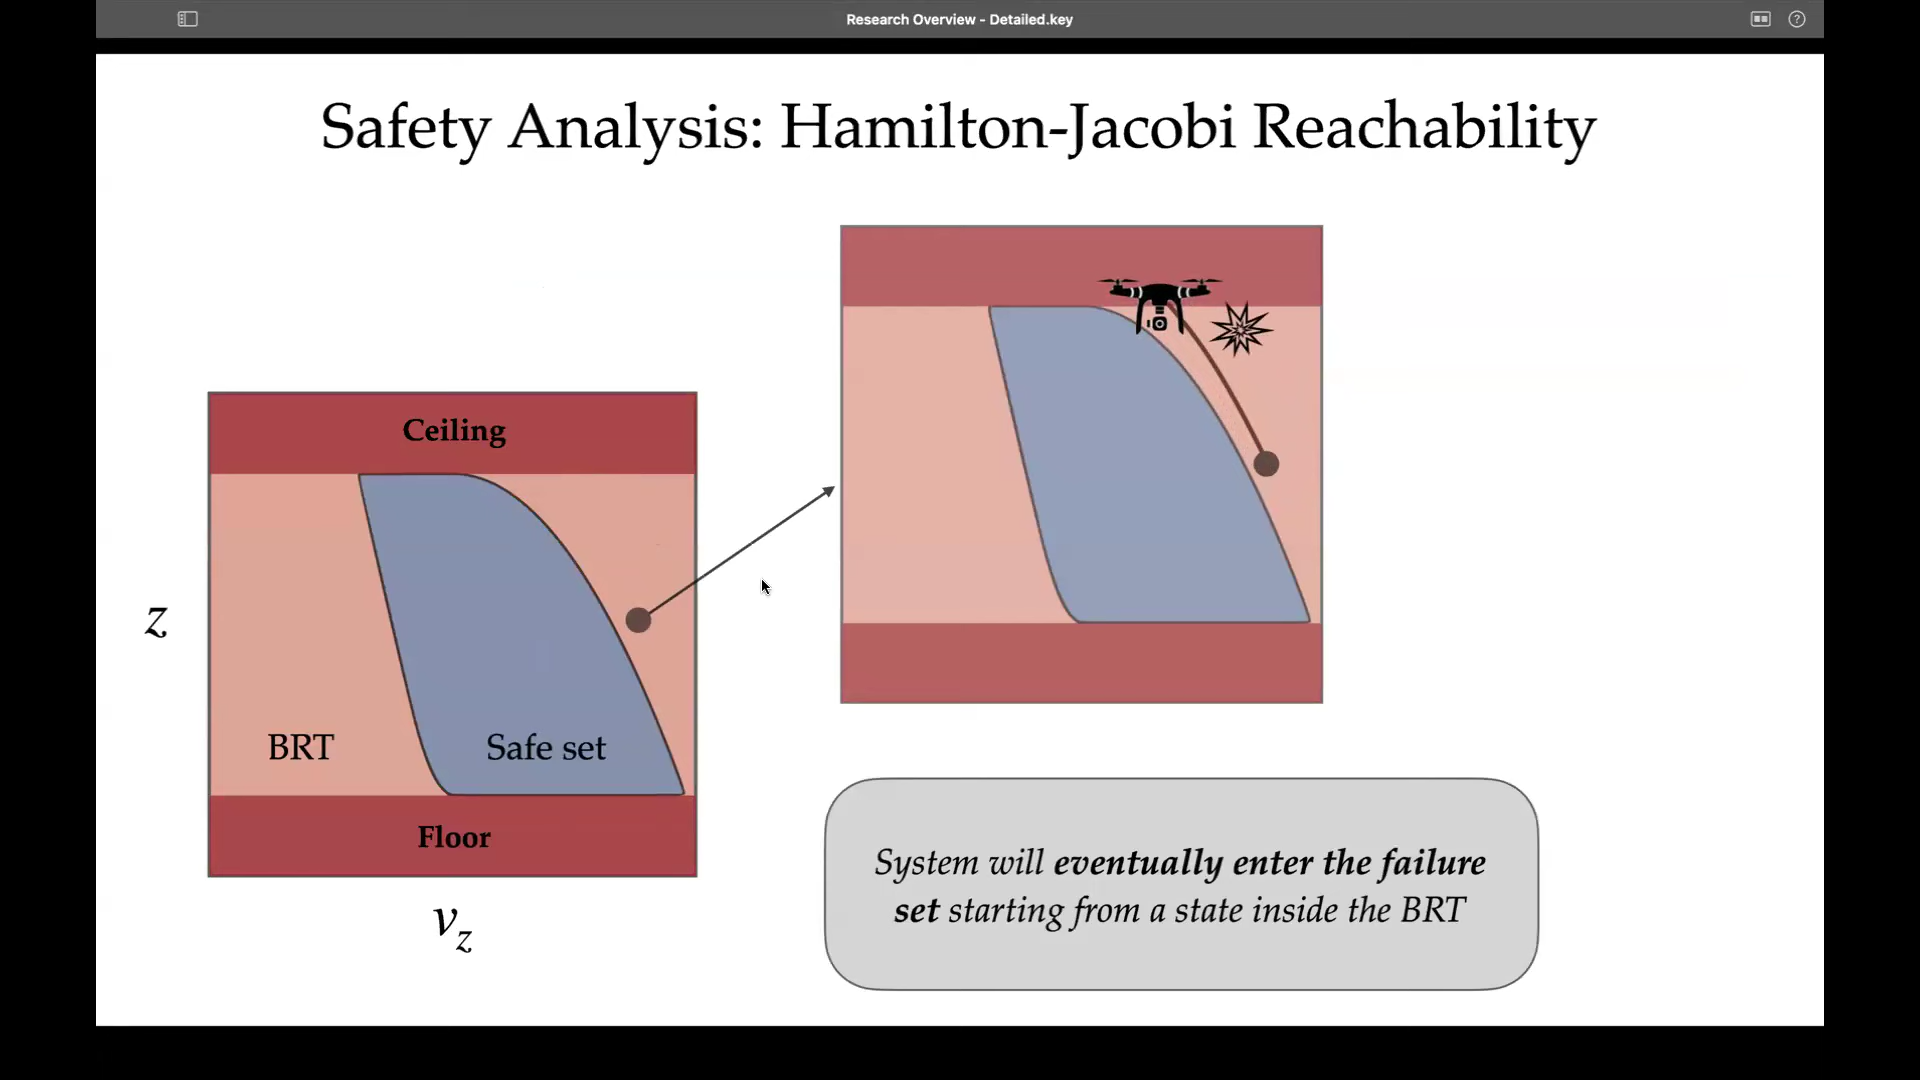 Research Overview - Detailed.key
Safety Analysis: Hamilton-Jacobi Reachability
Ceiling
z
BRT
Safe set
Floor
v_z
System will eventually enter the failure
set starting from a state inside the BRT